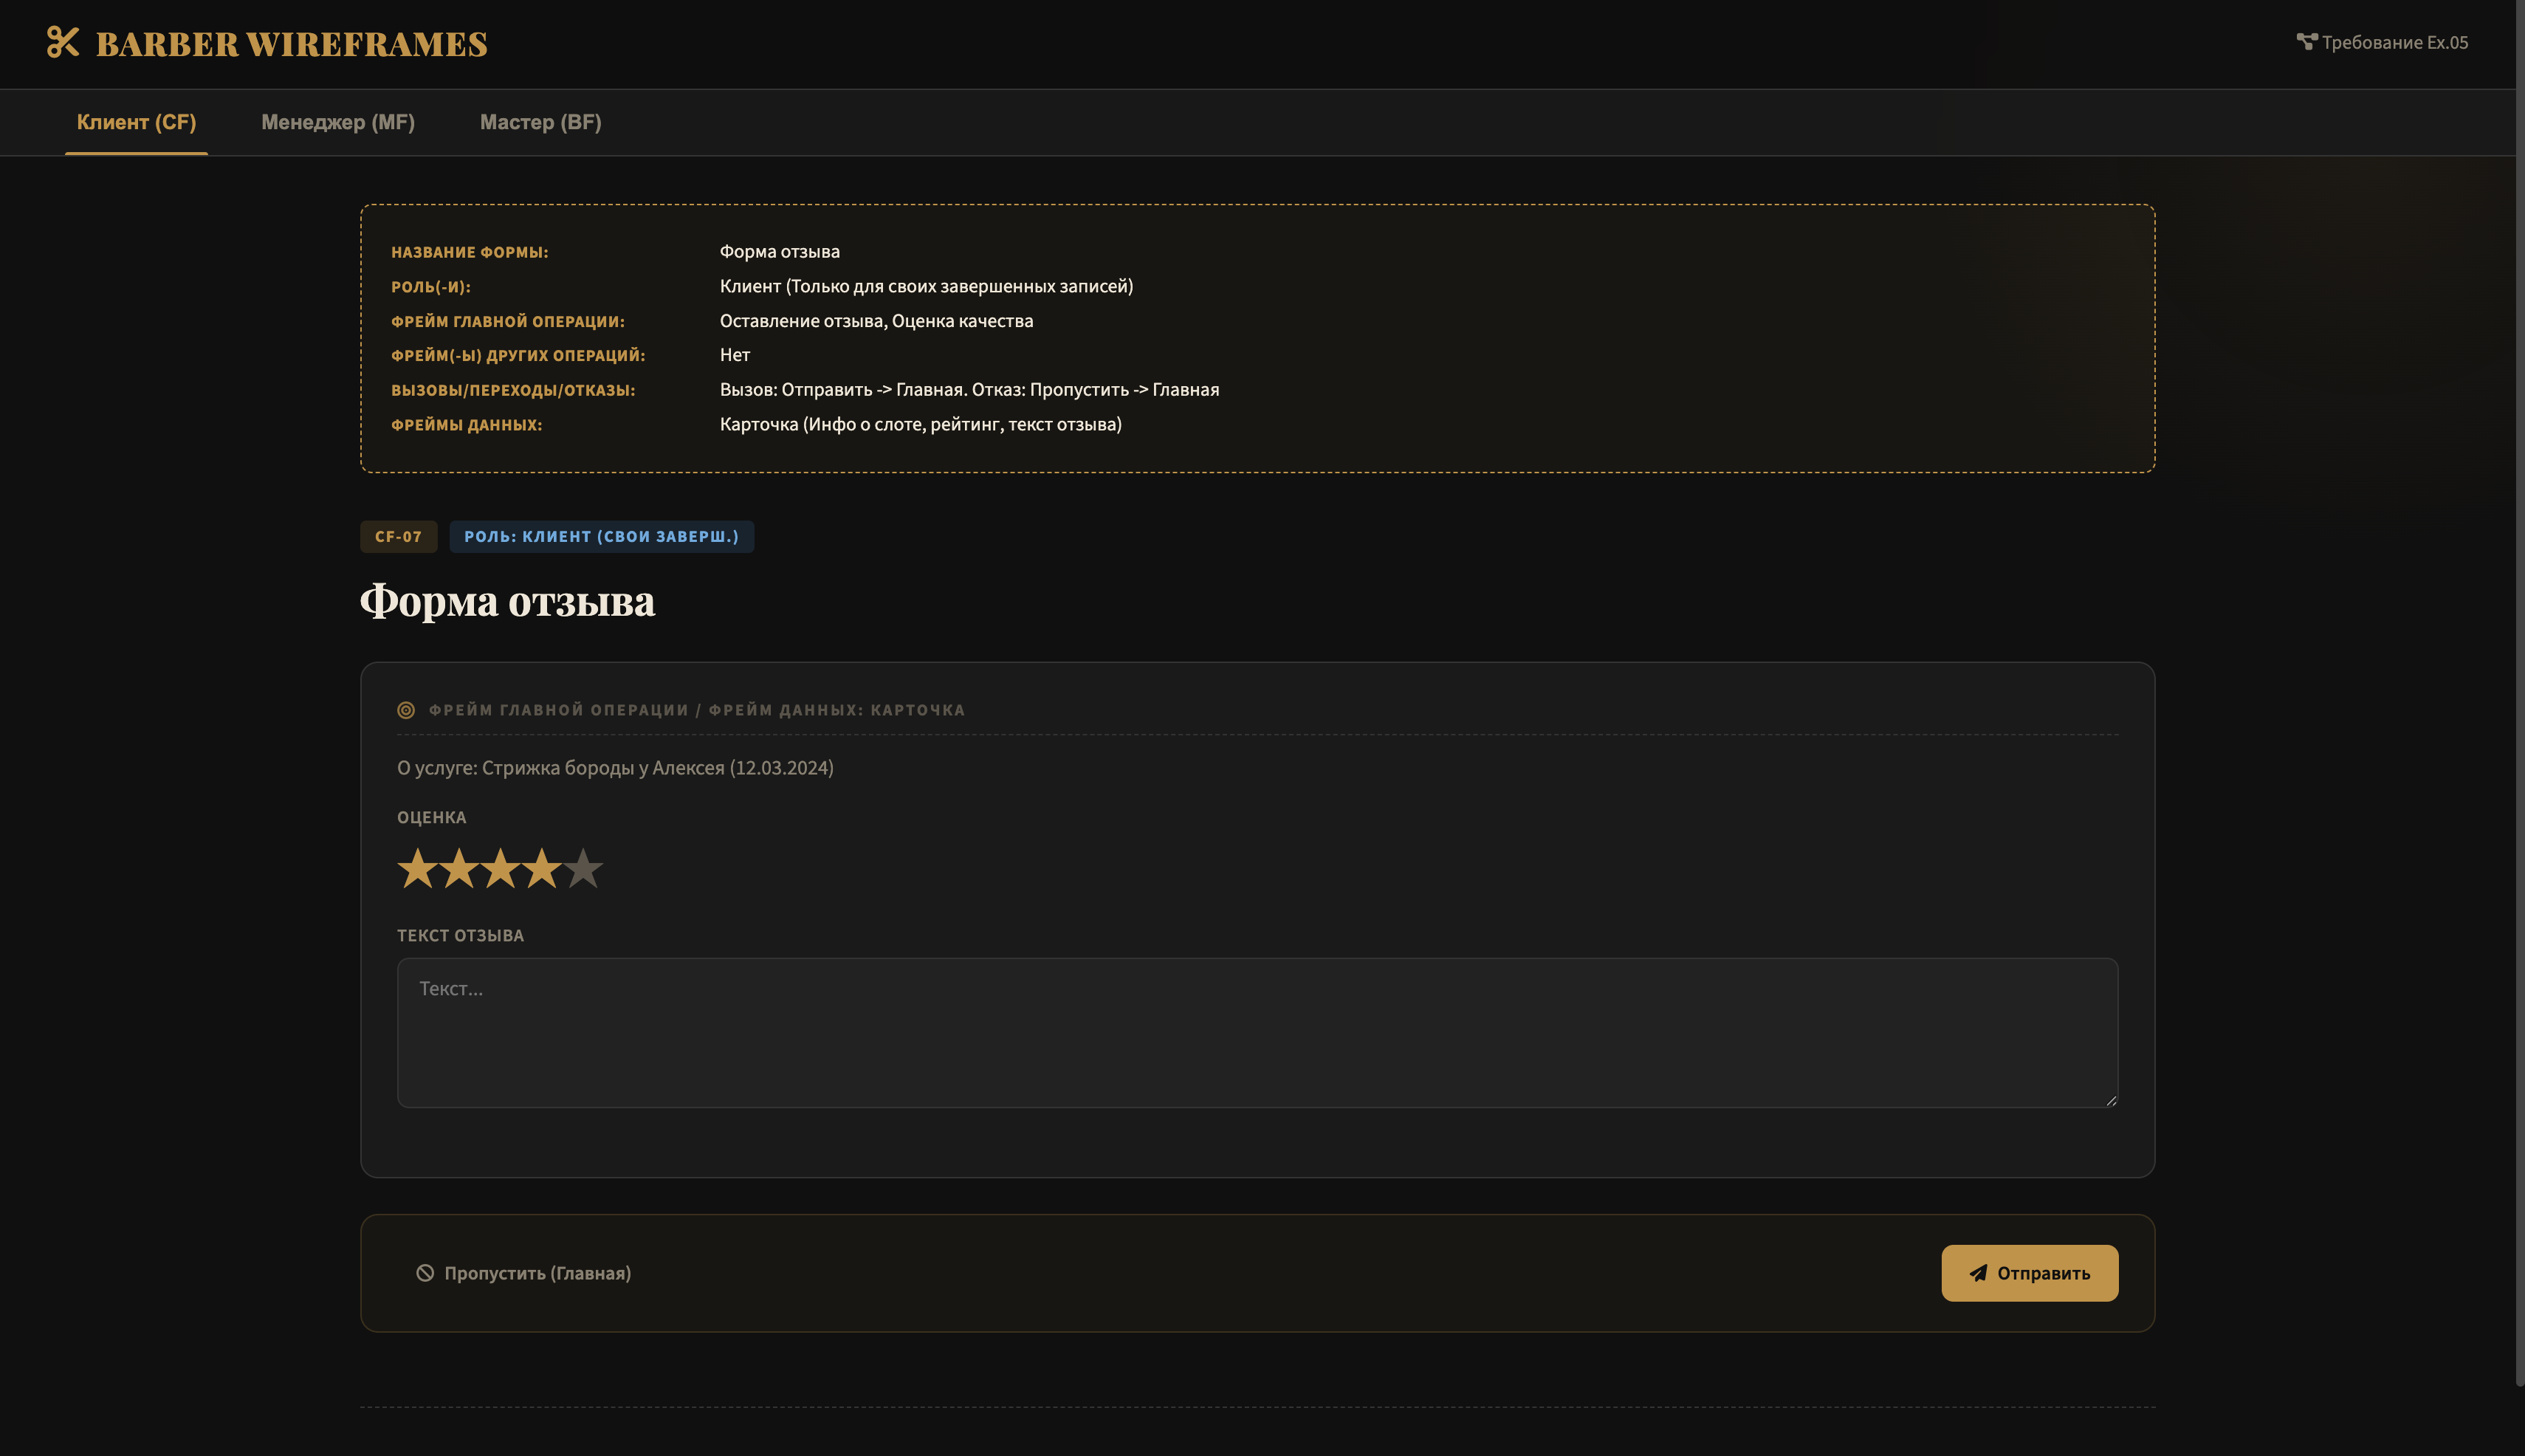 BARBER WIREFRAMES
Требование Ex.05
Клиент (CF)
Менеджер (MF)
Мастер (BF)
НАЗВАНИЕ ФОРМЫ: Форма отзыва
РОЛЬ(-И): Клиент (Только для своих завершенных записей)
ФРЕЙМ ГЛАВНОЙ ОПЕРАЦИИ: Оставление отзыва, Оценка качества
ФРЕЙМ(-Ы) ДРУГИХ ОПЕРАЦИЙ: Нет
ВЫЗОВЫ/ПЕРЕХОДЫ/ОТКАЗЫ: Вызов: Отправить -> Главная. Отказ: Пропустить -> Главная
ФРЕЙМЫ ДАННЫХ: Карточка (Инфо о слоте, рейтинг, текст отзыва)
CF-07
РОЛЬ: КЛИЕНТ (СВОИ ЗАВЕРШ.)
Форма отзыва
ФРЕЙМ ГЛАВНОЙ ОПЕРАЦИИ / ФРЕЙМ ДАННЫХ: КАРТОЧКА
О услуге: Стрижка бороды у Алексея (12.03.2024)
ОЦЕНКА
ТЕКСТ ОТЗЫВА
Текст...
Пропустить (Главная)
Отправить